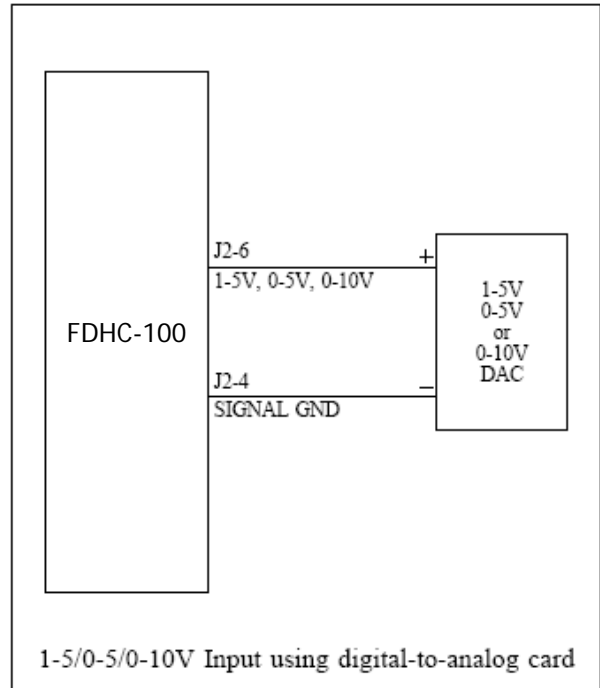 J2-6
+
1-5V, 0-5V, 0-10V
FDHC-100
1-5V
0-5V
or
0-10V
DAC
J2-4
−
SIGNAL GND
1-5/0-5/0-10V Input using digital-to-analog card